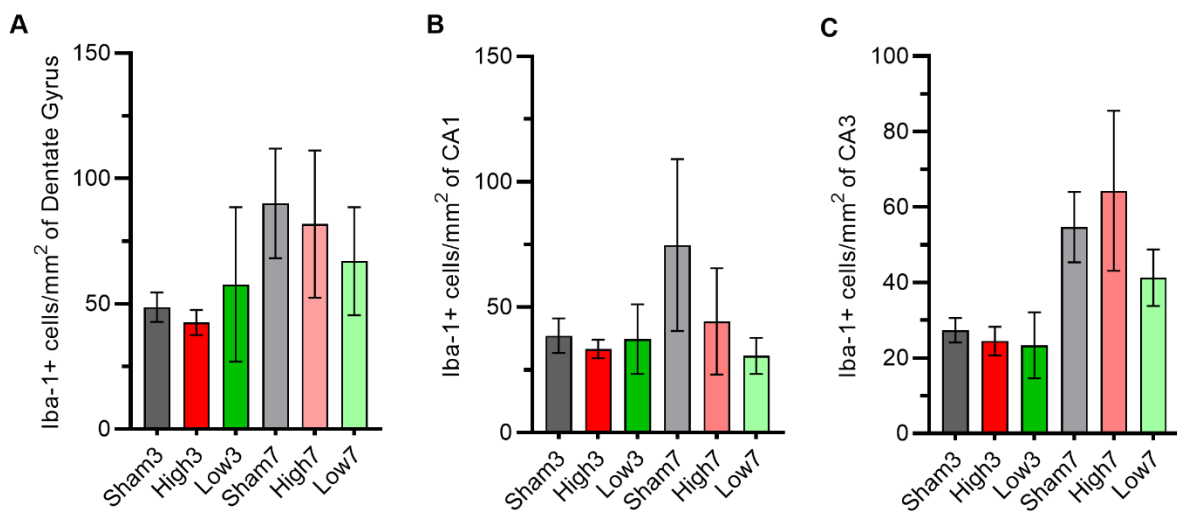 A
Iba-1+ cells/mm² of Dentate Gyrus
150
100
50
0
Sham3
High3
Low3
Sham7
High7
Low7
B
Iba-1+ cells/mm² of CA1
150
100
50
0
Sham3
High3
Low3
Sham7
High7
Low7
C
Iba-1+ cells/mm² of CA3
100
80
60
40
20
0
Sham3
High3
Low3
Sham7
High7
Low7